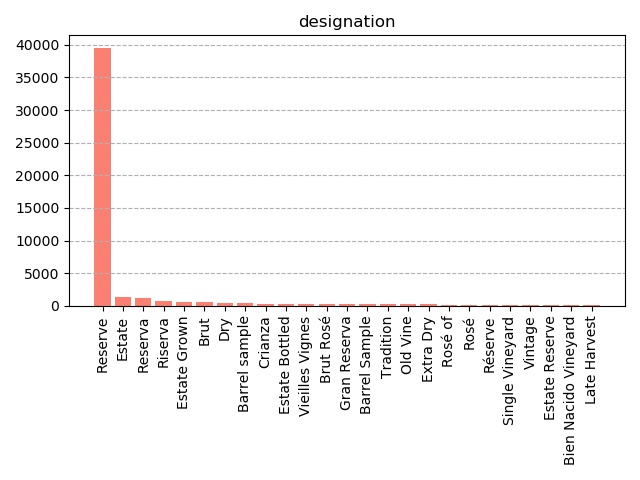 designation
40000
35000
30000
25000
20000
15000
10000
5000
0
Reserve
Estate
Reserva
Riserva
Estate Grown
Brut
Dry
Barrel sample
Crianza
Estate Bottled
Vieilles Vignes
Brut Rosé
Gran Reserva
Barrel Sample
Tradition
Old Vine
Extra Dry
Rosé of
Rosé
Réserve
Single Vineyard
Vintage
Estate Reserve
Bien Nacido Vineyard
Late Harvest